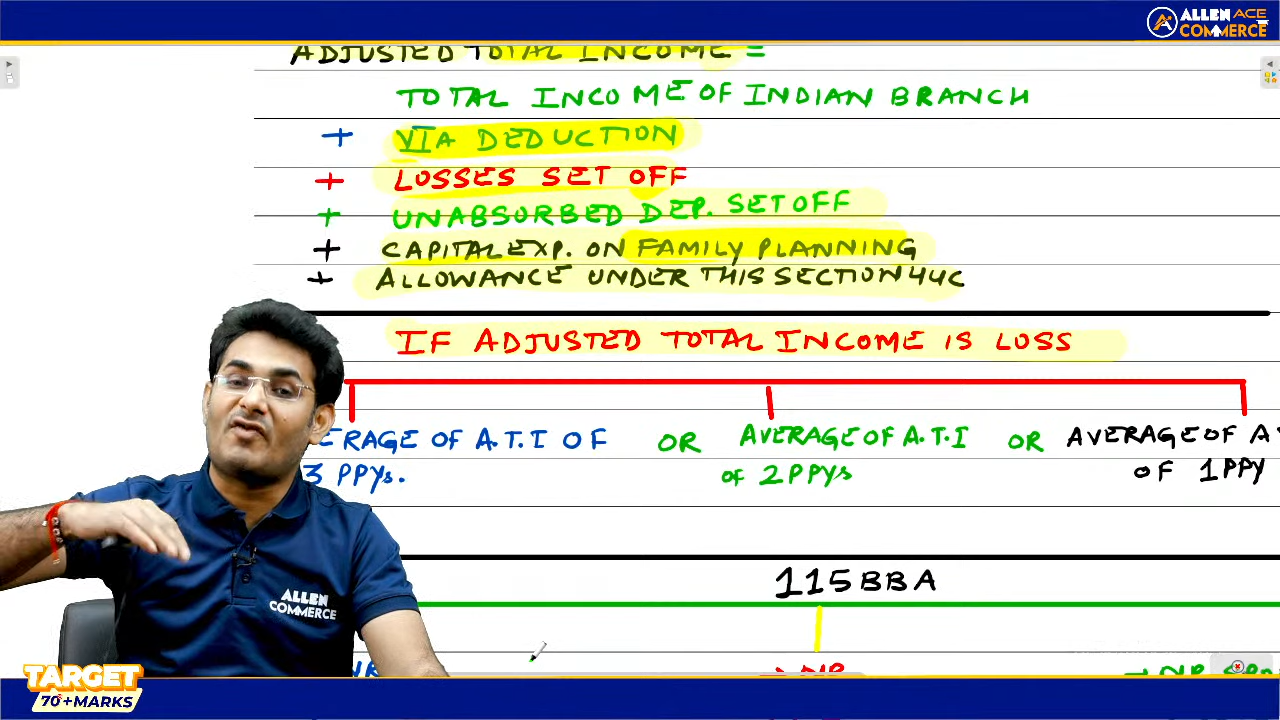 ALLEN ACE
COMMERCE
ADJUSTED TOTAL INCOME =
TOTAL INCOME OF INDIAN BRANCH
+ VIA DEDUCTION
+ LOSSES SET OFF
+ UNABSORBED DEP. SET OFF
+ CAPITAL EXP. ON FAMILY PLANNING
+ ALLOWANCE UNDER THIS SECTION 44C
IF ADJUSTED TOTAL INCOME IS LOSS
ERAGE OF A.T.I OF
3 PPYs.
OR
AVERAGE OF A.T.I
OF 2 PPYs
OR
AVERAGE OF A
OF 1 PPY
115BBA
ALLEN
COMMERCE
TARGET
70+MARKS